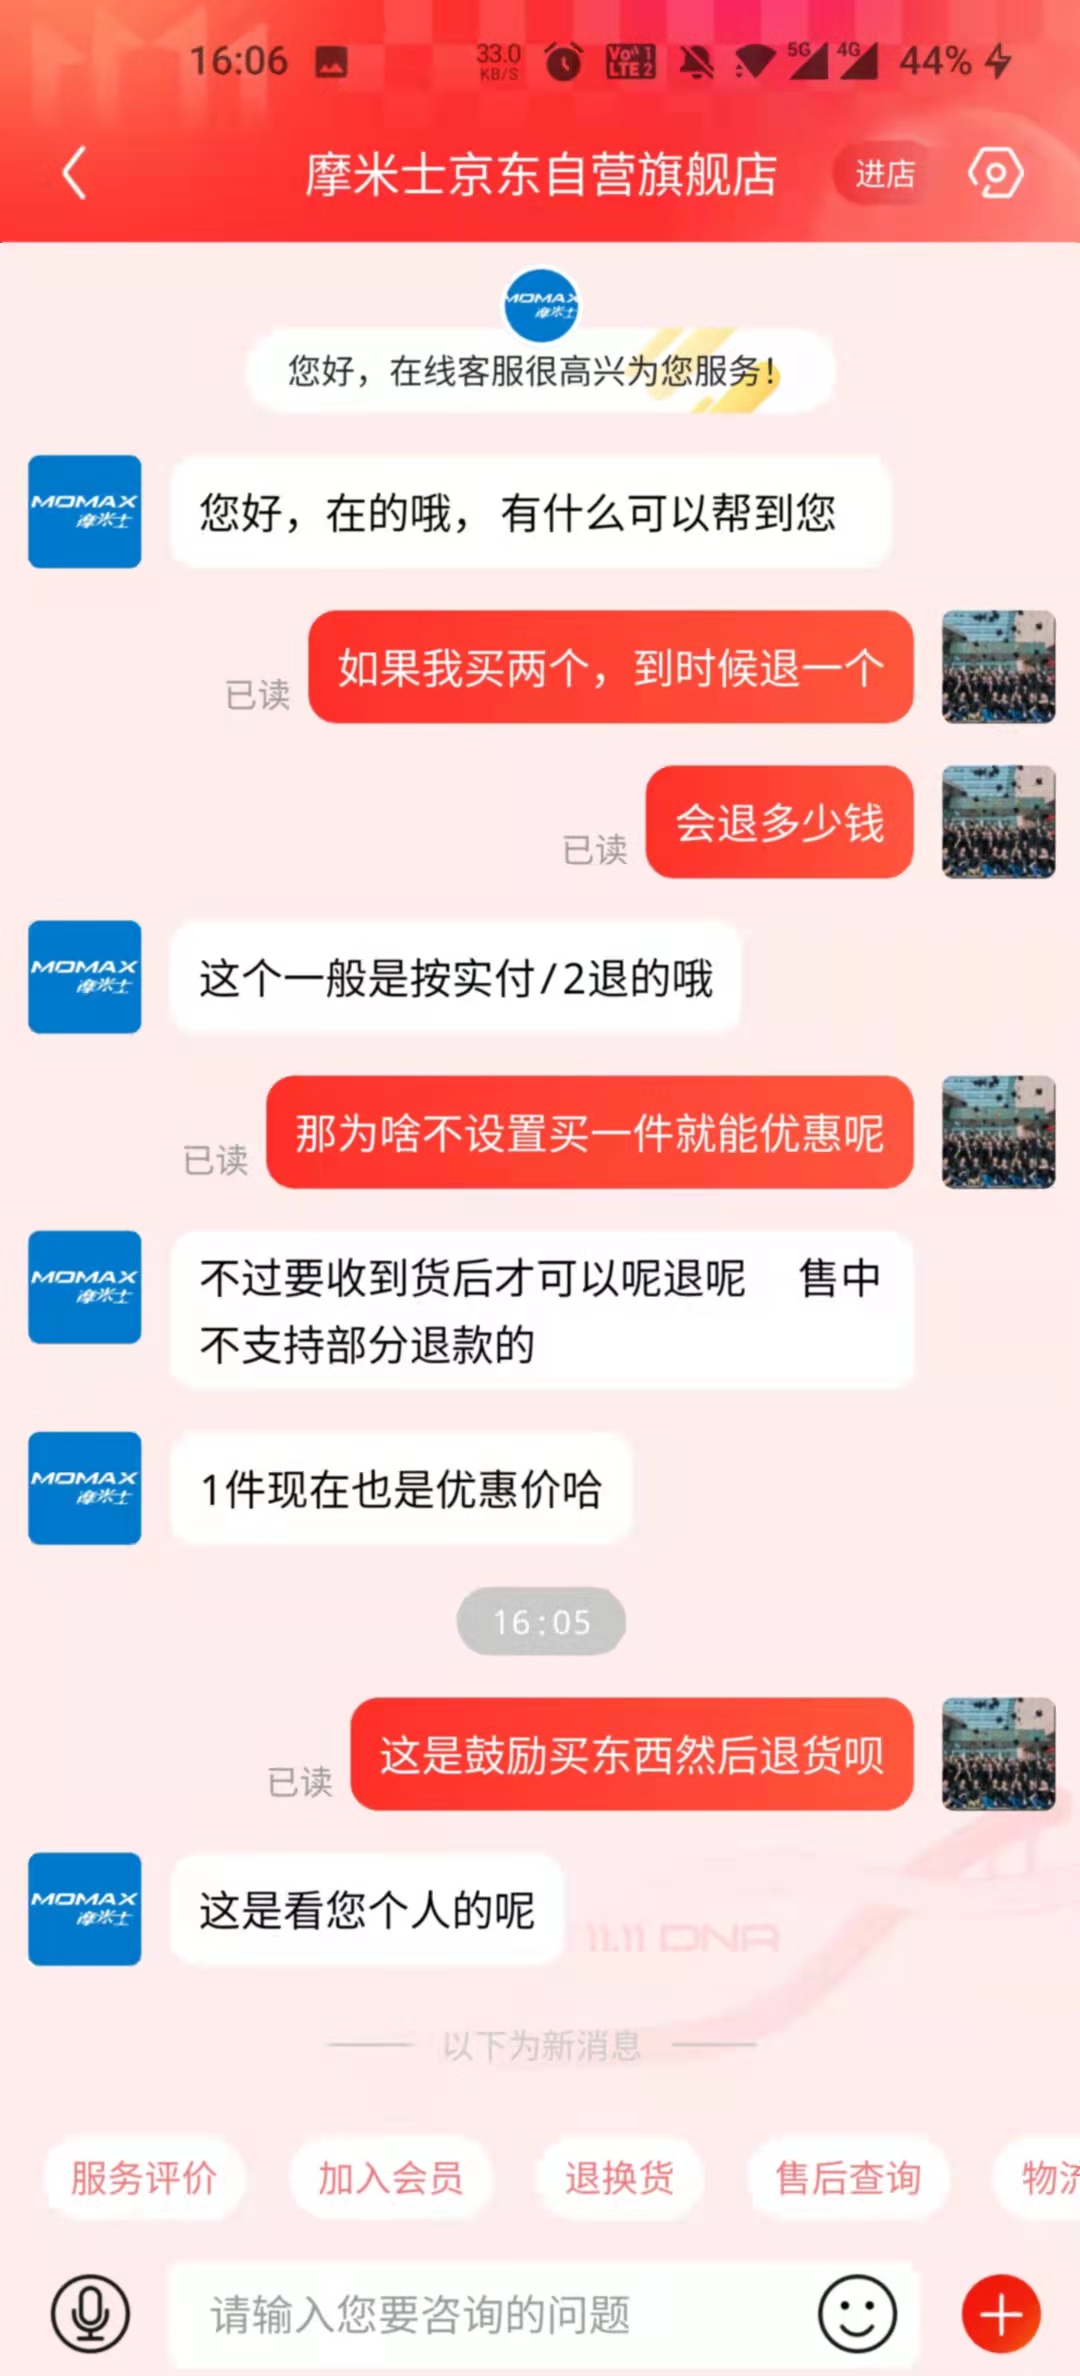 16:06
33.0
KB/S
Vo 1
LTE 2
5G
4G
44%
摩米士京东自营旗舰店
进店
MOMAX
摩米士
您好，在线客服很高兴为您服务!
MOMAX
摩米士
您好，在的哦， 有什么可以帮到您
如果我买两个，到时候退一个
已读
会退多少钱
已读
MOMAX
摩米士
这个一般是按实付/2退的哦
那为啥不设置买一件就能优惠呢
已读
MOMAX
摩米士
不过要收到货后才可以呢退呢 售中
不支持部分退款的
MOMAX
摩米士
1件现在也是优惠价哈
16:05
这是鼓励买东西然后退货呗
已读
MOMAX
摩米士
这是看您个人的呢
11.11 DNA
以下为新消息
服务评价
加入会员
退换货
售后查询
物流
请输入您要咨询的问题